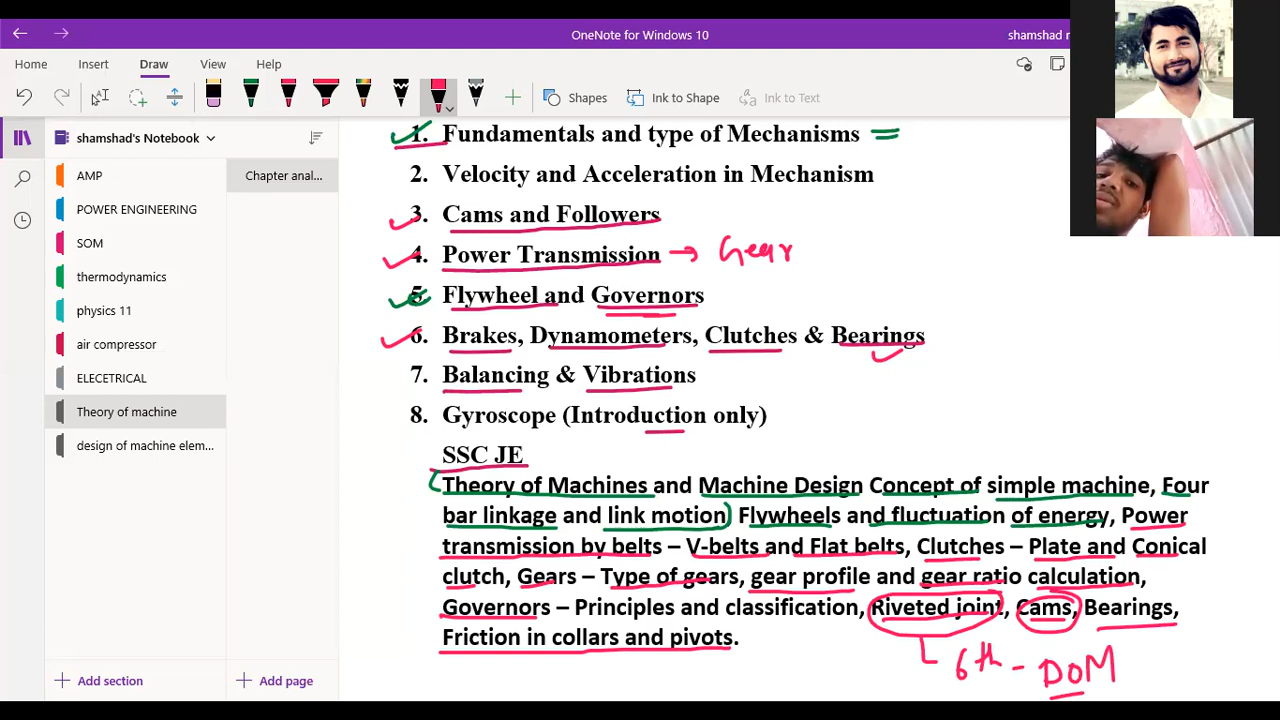 OneNote for Windows 10
shamshad
Home Insert Draw View Help
Shapes Ink to Shape Ink to Text
shamshad's Notebook
AMP
POWER ENGINEERING
SOM
thermodynamics
physics 11
air compressor
ELECETRICAL
Theory of machine
design of machine elem...
Add section
Chapter anal...
Add page
1. Fundamentals and type of Mechanisms
2. Velocity and Acceleration in Mechanism
3. Cams and Followers
4. Power Transmission → Gear
5. Flywheel and Governors
6. Brakes, Dynamometers, Clutches & Bearings
7. Balancing & Vibrations
8. Gyroscope (Introduction only)
SSC JE
Theory of Machines and Machine Design Concept of simple machine, Four
bar linkage and link motion, Flywheels and fluctuation of energy, Power
transmission by belts – V-belts and Flat belts, Clutches – Plate and Conical
clutch, Gears – Type of gears, gear profile and gear ratio calculation,
Governors – Principles and classification, Riveted joint, Cams, Bearings,
Friction in collars and pivots.
6th - DOM